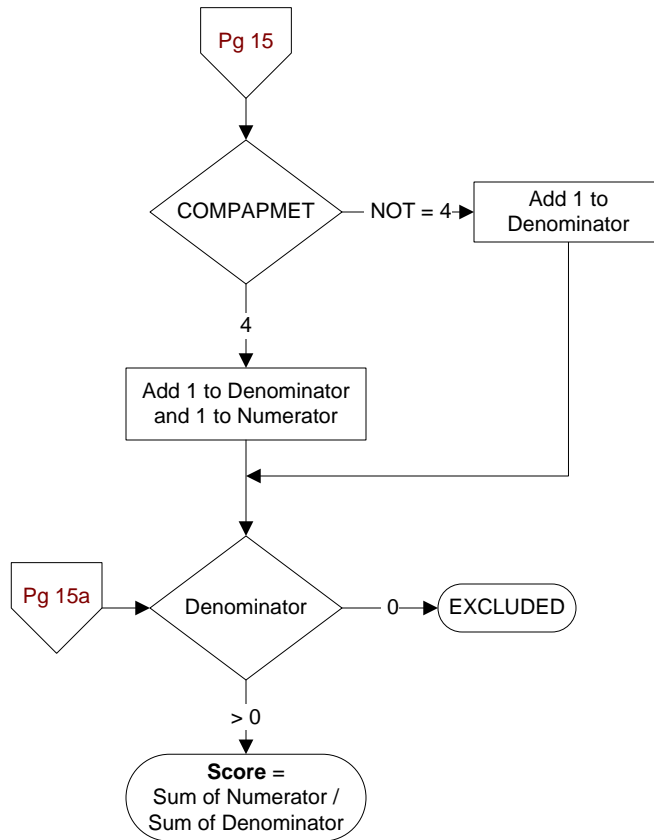 Pg 15
COMPAPMET
NOT = 4
Add 1 to
Denominator
4
Add 1 to Denominator
and 1 to Numerator
Pg 15a
Denominator
0
EXCLUDED
> 0
Score =
Sum of Numerator /
Sum of Denominator